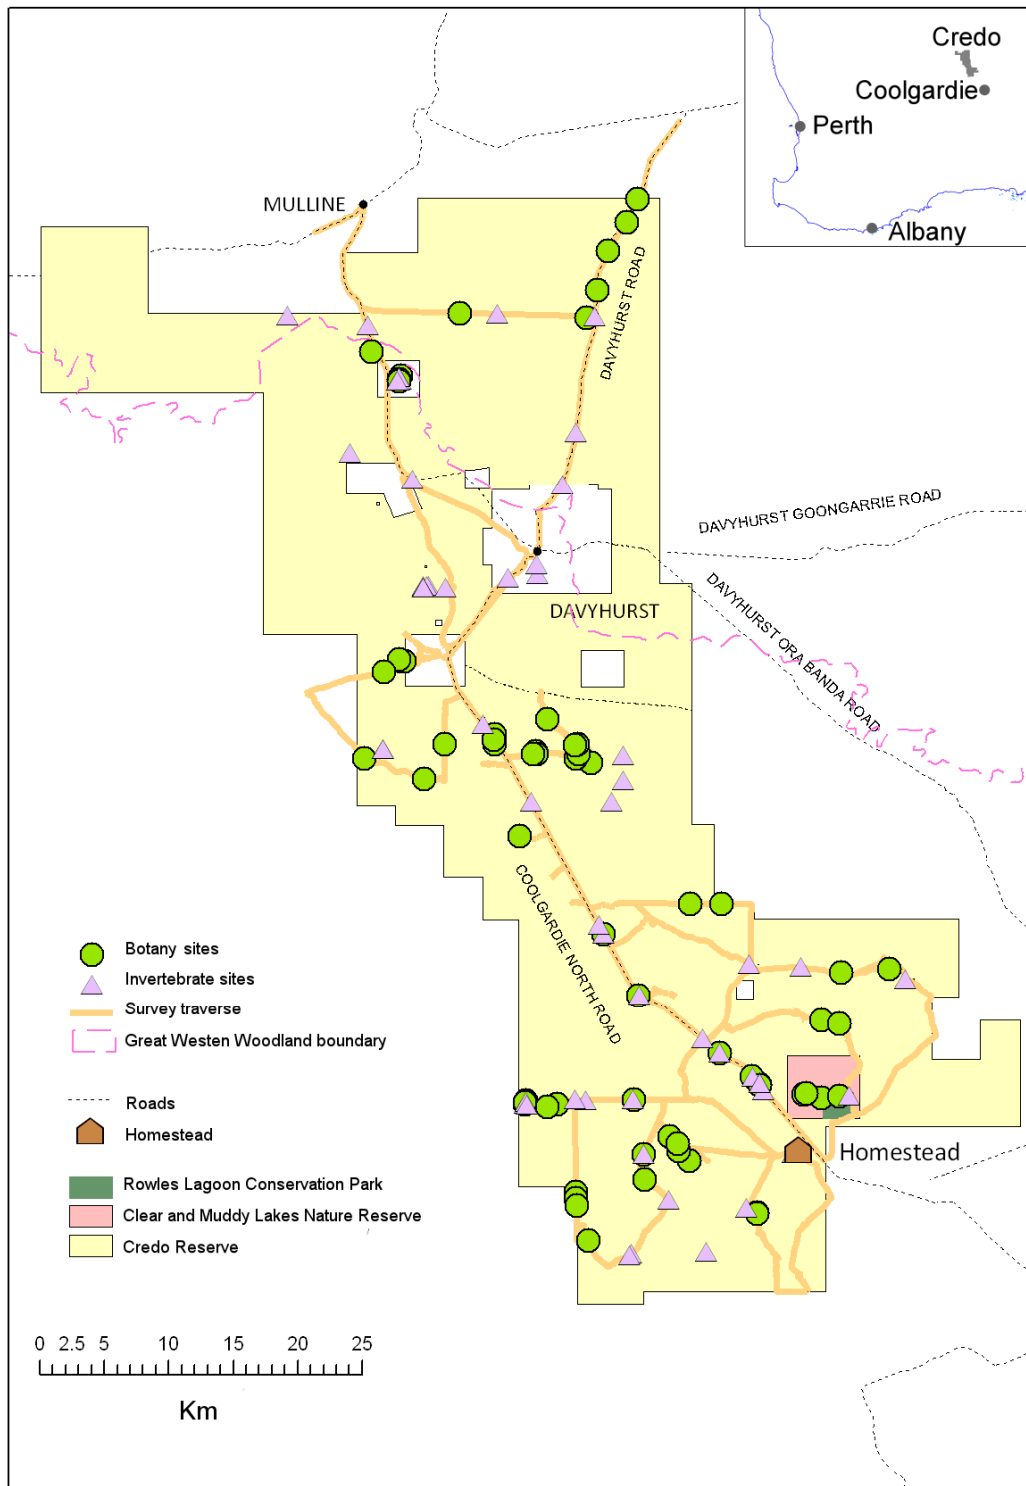 Credo
Coolgardie
Perth
Albany
MULLINE
DAVYHURST ROAD
DAVYHURST GOONGARRIE ROAD
DAVYHURST ORA BANDA ROAD
DAVYHURST
COOLGARDIE NORTH ROAD
Botany sites
Invertebrate sites
Survey traverse
Great Westen Woodland boundary
Roads
Homestead
Homestead
Rowles Lagoon Conservation Park
Clear and Muddy Lakes Nature Reserve
Credo Reserve
0 2.5 5 10 15 20 25
Km